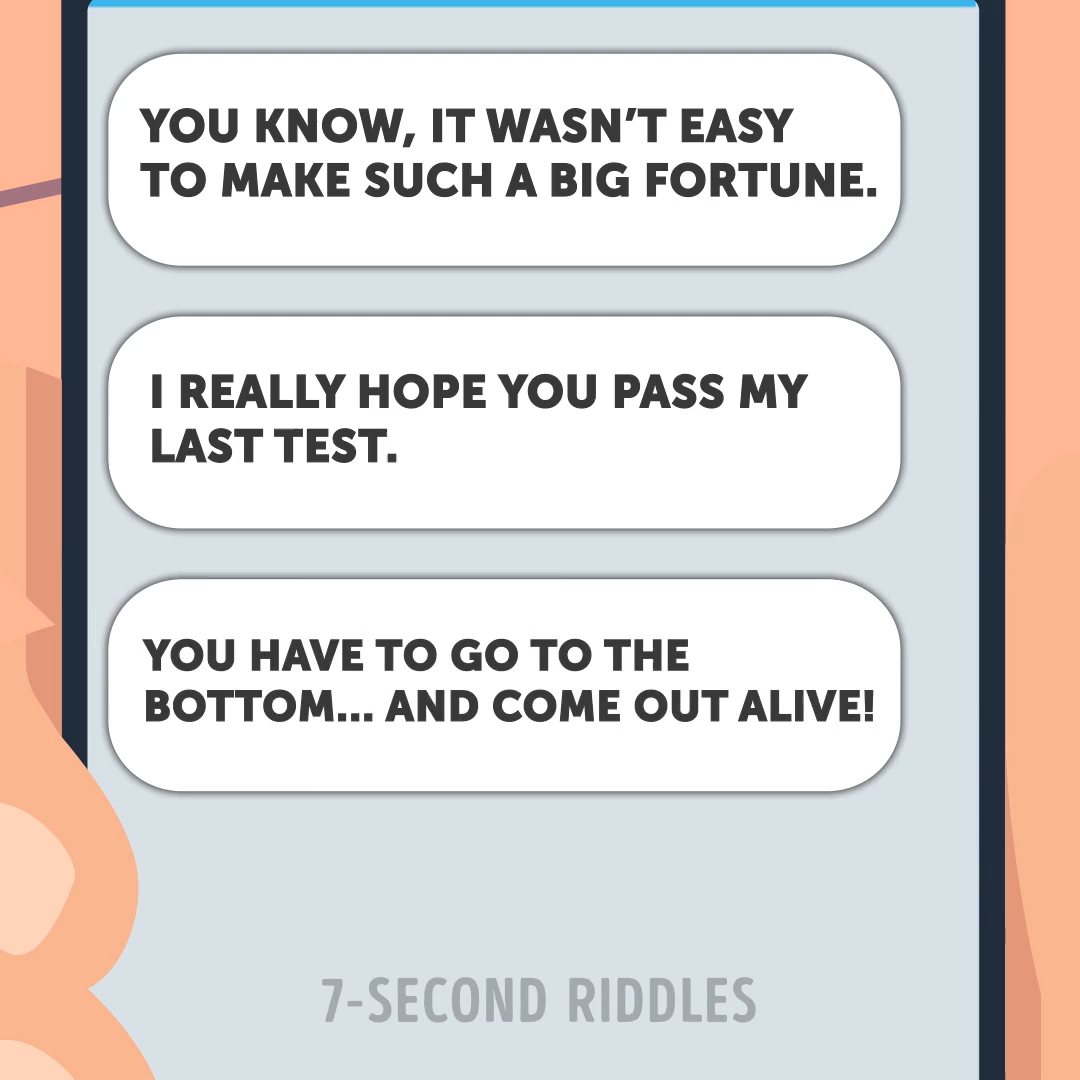 YOU KNOW, IT WASN’T EASY
TO MAKE SUCH A BIG FORTUNE.
I REALLY HOPE YOU PASS MY
LAST TEST.
YOU HAVE TO GO TO THE
BOTTOM... AND COME OUT ALIVE!
7-SECOND RIDDLES